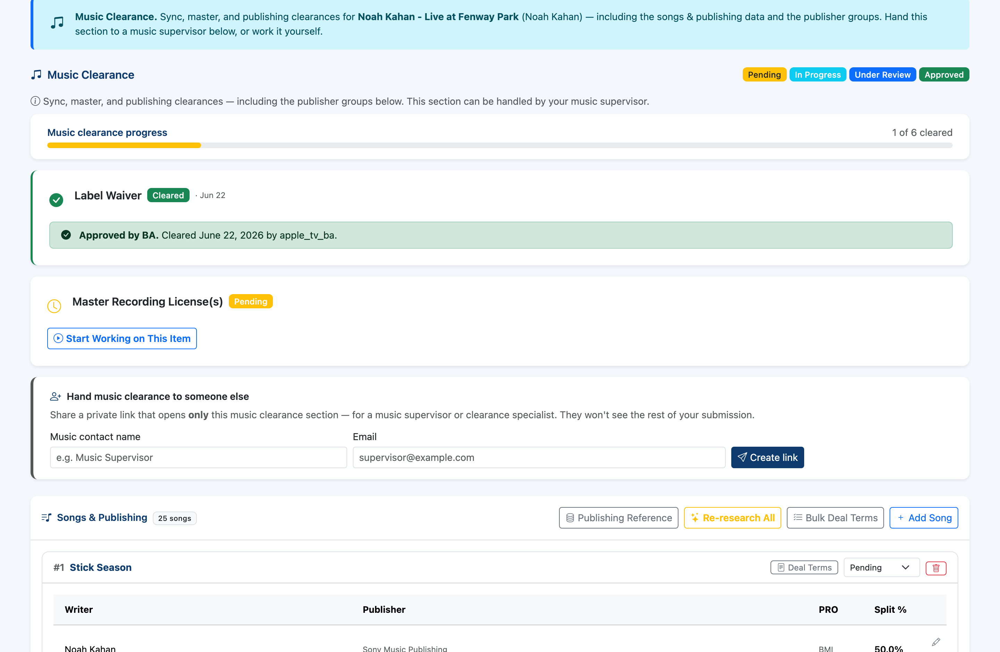 Music Clearance. Sync, master, and publishing clearances for Noah Kahan - Live at Fenway Park (Noah Kahan) — including the songs & publishing data and the publisher groups. Hand this
section to a music supervisor below, or work it yourself.
Music Clearance
Pending In Progress Under Review Approved
Sync, master, and publishing clearances — including the publisher groups below. This section can be handled by your music supervisor.
Music clearance progress 1 of 6 cleared
Label Waiver Cleared · Jun 22
Approved by BA. Cleared June 22, 2026 by apple_tv_ba.
Master Recording License(s) Pending
Start Working on This Item
Hand music clearance to someone else
Share a private link that opens only this music clearance section — for a music supervisor or clearance specialist. They won't see the rest of your submission.
Music contact name Email
e.g. Music Supervisor supervisor@example.com Create link
Songs & Publishing 25 songs Publishing Reference Re-research All Bulk Deal Terms + Add Song
#1 Stick Season Deal Terms Pending
Writer Publisher PRO Split %
Noah Kahan Sony Music Publishing BMI 50.0%